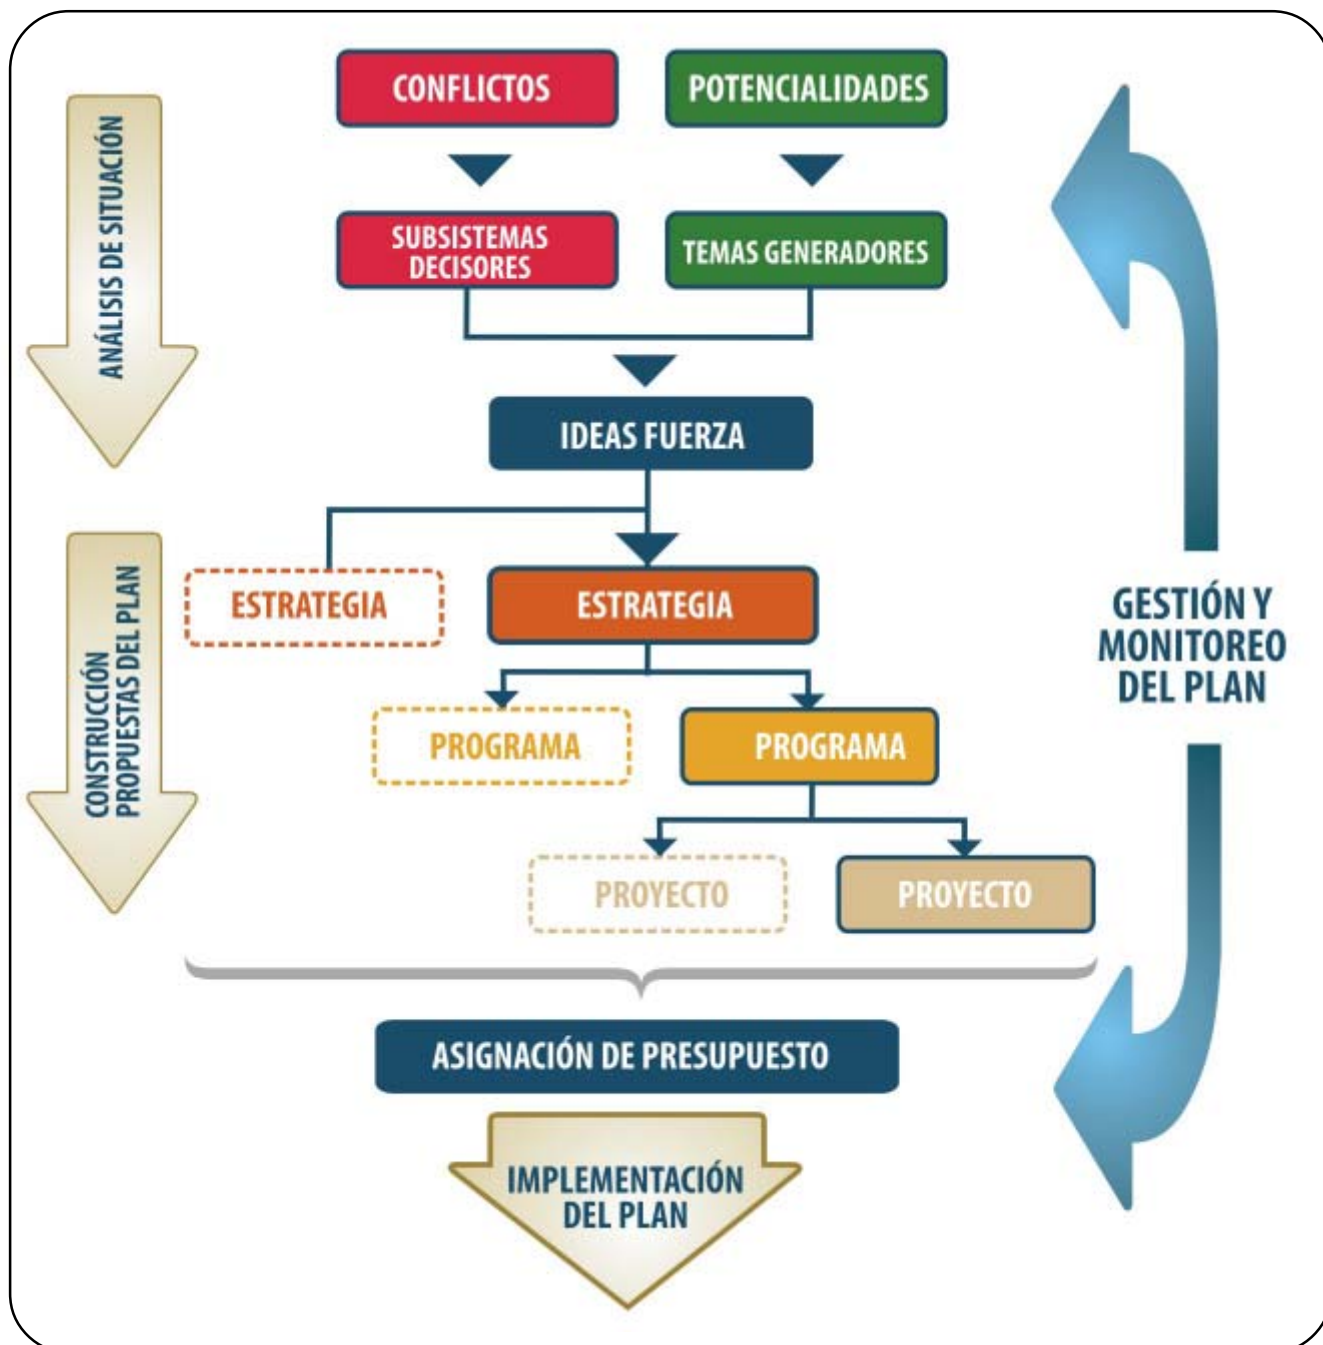 CONFLICTOS
POTENCIALIDADES
ANÁLISIS DE SITUACIÓN
SUBSISTEMAS
DECISORES
TEMAS GENERADORES
IDEAS FUERZA
CONSTRUCCIÓN
PROPUESTAS DEL PLAN
ESTRATEGIA
ESTRATEGIA
GESTIÓN Y
MONITOREO
DEL PLAN
PROGRAMA
PROGRAMA
PROYECTO
PROYECTO
ASIGNACIÓN DE PRESUPUESTO
IMPLEMENTACIÓN
DEL PLAN